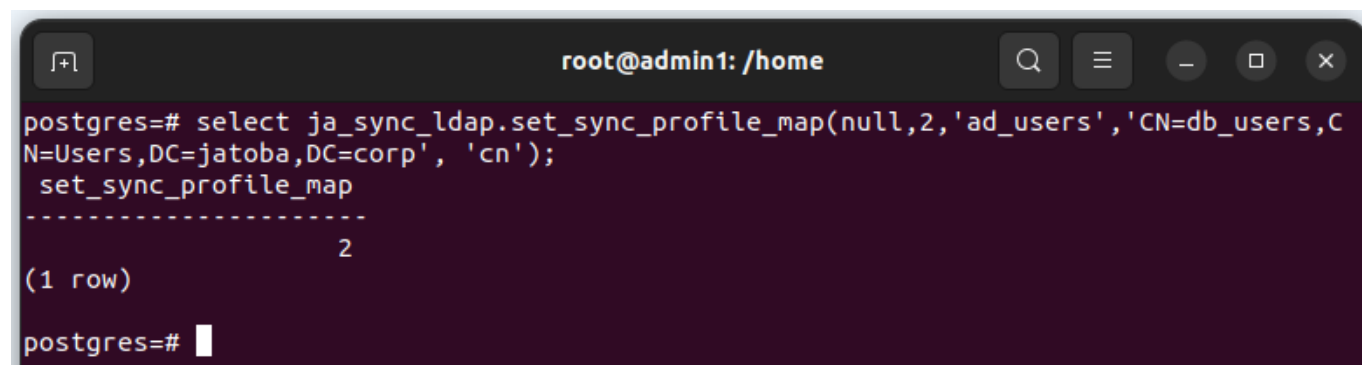 root@admin1: /home
postgres=# select ja_sync_ldap.set_sync_profile_map(null,2,'ad_users','CN=db_users,C
N=Users,DC=jatoba,DC=corp', 'cn');
 set_sync_profile_map
----------------------
                    2
(1 row)
postgres=#